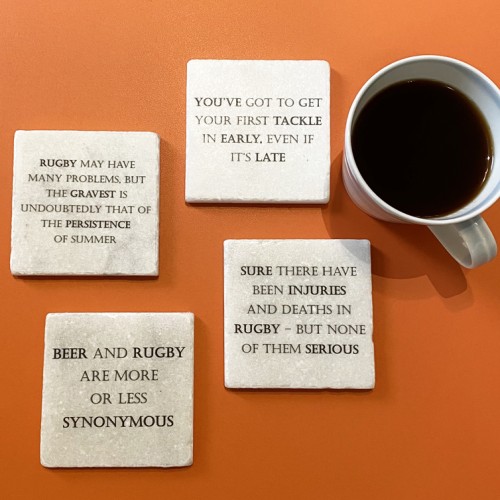 YOU'VE GOT TO GET
YOUR FIRST TACKLE
IN EARLY, EVEN IF
IT'S LATE
RUGBY MAY HAVE
MANY PROBLEMS, BUT
THE GRAVEST IS
UNDOUBTEDLY THAT OF
THE PERSISTENCE
OF SUMMER
SURE THERE HAVE
BEEN INJURIES
AND DEATHS IN
RUGBY – BUT NONE
OF THEM SERIOUS
BEER AND RUGBY
ARE MORE
OR LESS
SYNONYMOUS